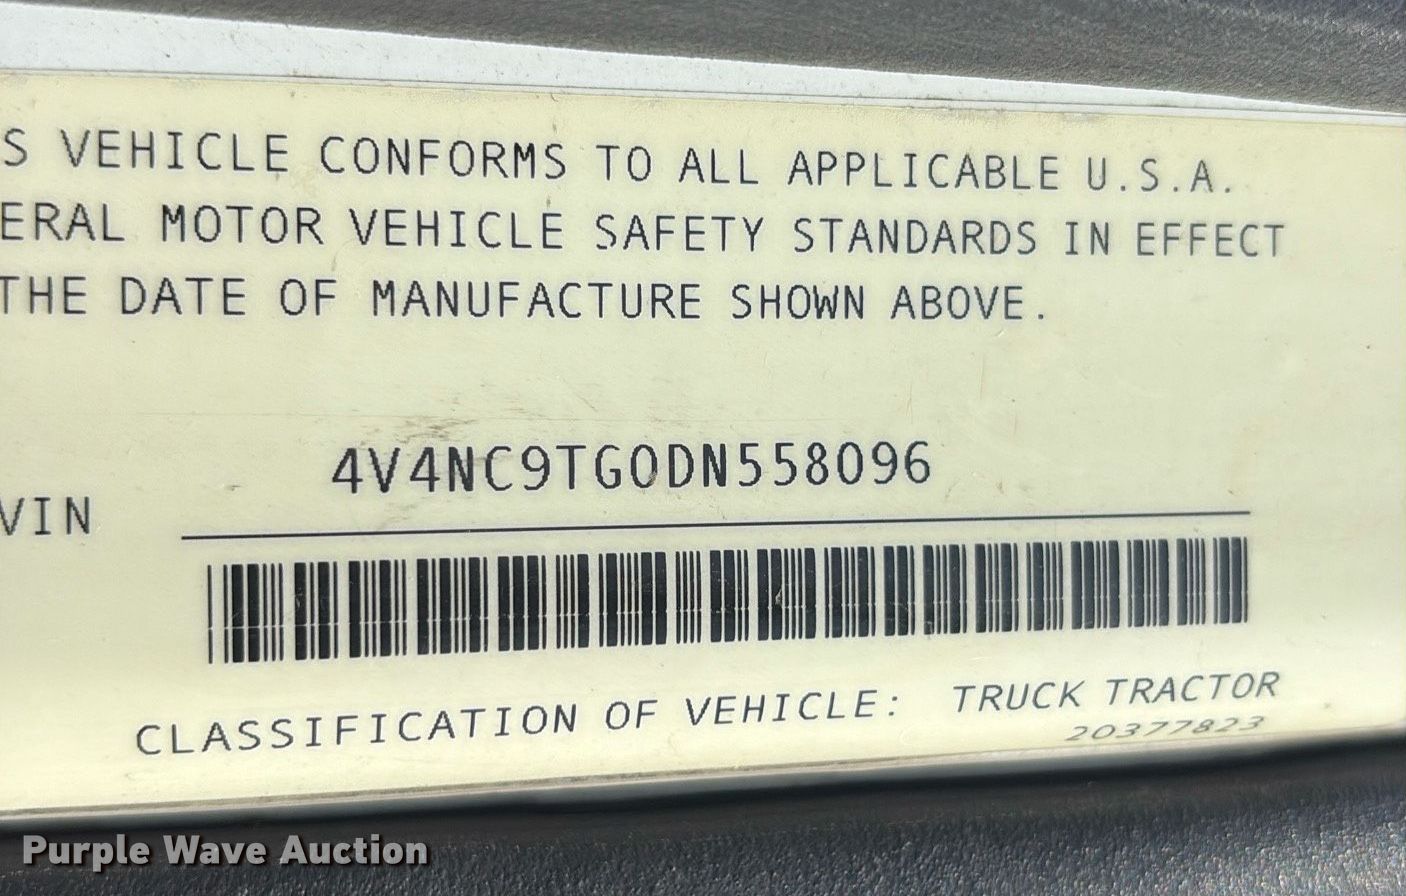 S VEHICLE CONFORMS TO ALL APPLICABLE U.S.A.
ERAL MOTOR VEHICLE SAFETY STANDARDS IN EFFECT
THE DATE OF MANUFACTURE SHOWN ABOVE.
4V4NC9TG0DN558096
VIN
CLASSIFICATION OF VEHICLE: TRUCK TRACTOR
20377823
Purple Wave Auction